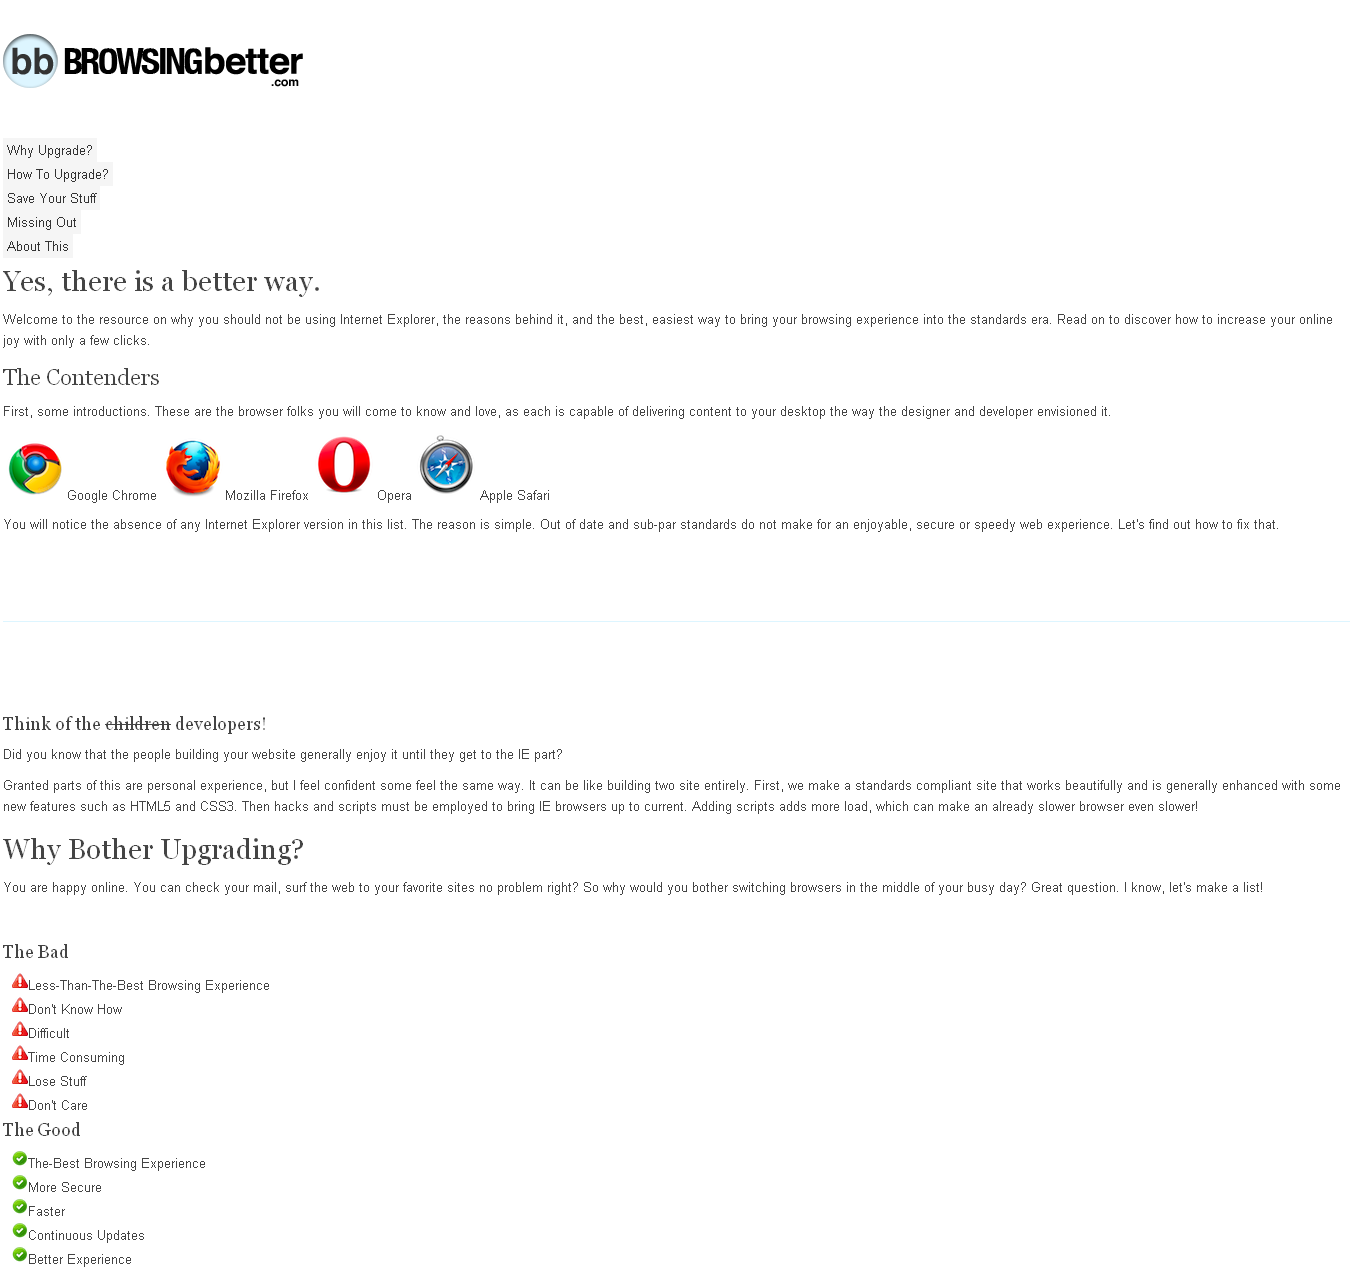 bb BROWSINGbetter
.com
Why Upgrade?
How To Upgrade?
Save Your Stuff
Missing Out
About This
Yes, there is a better way.
Welcome to the resource on why you should not be using Internet Explorer, the reasons behind it, and the best, easiest way to bring your browsing experience into the standards era. Read on to discover how to increase your online
joy with only a few clicks.
The Contenders
First, some introductions. These are the browser folks you will come to know and love, as each is capable of delivering content to your desktop the way the designer and developer envisioned it.
Google Chrome Mozilla Firefox Opera Apple Safari
You will notice the absence of any Internet Explorer version in this list. The reason is simple. Out of date and sub-par standards do not make for an enjoyable, secure or speedy web experience. Let's find out how to fix that.
Think of the children developers!
Did you know that the people building your website generally enjoy it until they get to the IE part?
Granted parts of this are personal experience, but I feel confident some feel the same way. It can be like building two site entirely. First, we make a standards compliant site that works beautifully and is generally enhanced with some
new features such as HTML5 and CSS3. Then hacks and scripts must be employed to bring IE browsers up to current. Adding scripts adds more load, which can make an already slower browser even slower!
Why Bother Upgrading?
You are happy online. You can check your mail, surf the web to your favorite sites no problem right? So why would you bother switching browsers in the middle of your busy day? Great question. I know, let's make a list!
The Bad
Less-Than-The-Best Browsing Experience
Don't Know How
Difficult
Time Consuming
Lose Stuff
Don't Care
The Good
The-Best Browsing Experience
More Secure
Faster
Continuous Updates
Better Experience